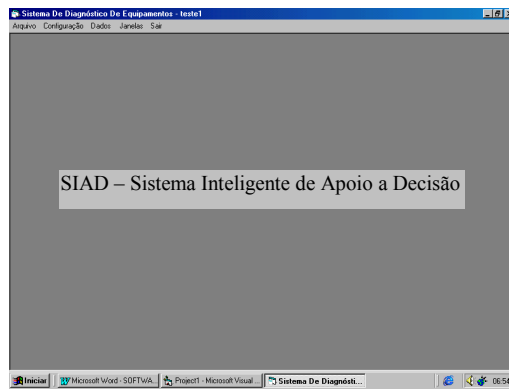 Sistema De Diagnóstico De Equipamentos - teste1
Arquivo Configuração Dados Janelas Sair
SIAD – Sistema Inteligente de Apoio a Decisão
Iniciar Microsoft Word - SOFTWA... Project1 - Microsoft Visual ... Sistema De Diagnósti... 06:54